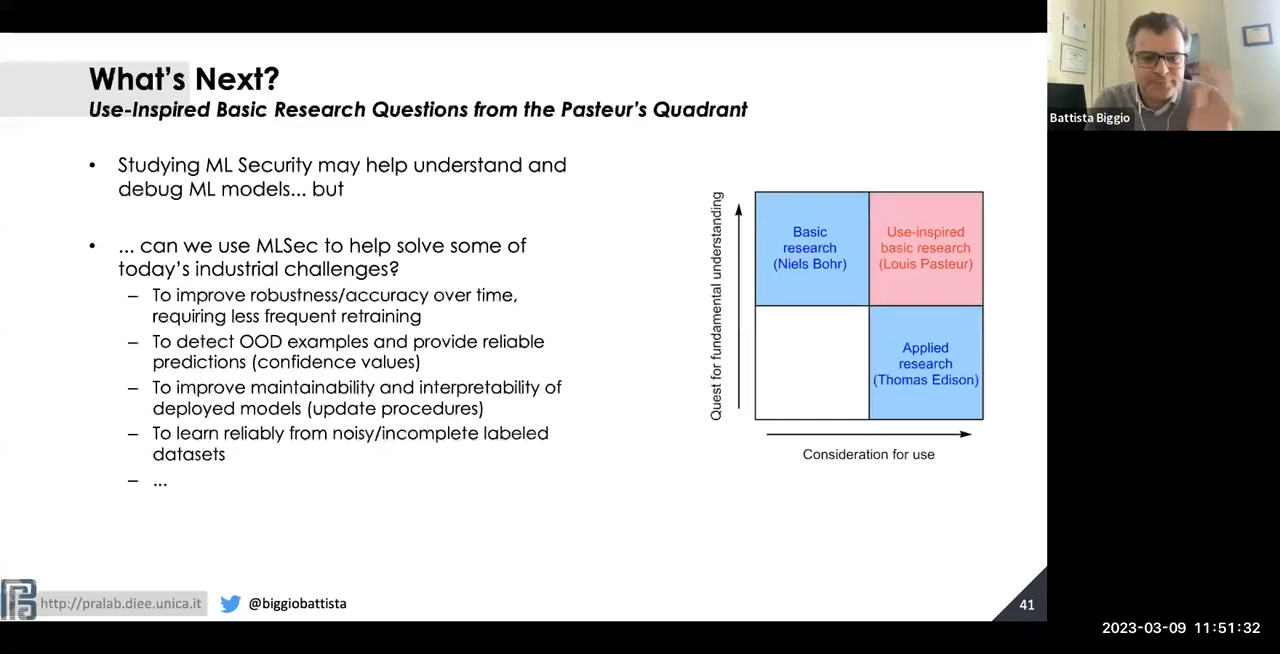 What's Next?
Use-Inspired Basic Research Questions from the Pasteur's Quadrant
• Studying ML Security may help understand and
debug ML models... but
• ... can we use MLSec to help solve some of
today's industrial challenges?
– To improve robustness/accuracy over time,
requiring less frequent retraining
– To detect OOD examples and provide reliable
predictions (confidence values)
– To improve maintainability and interpretability of
deployed models (update procedures)
– To learn reliably from noisy/incomplete labeled
datasets
– ...
Quest for fundamental understanding
Basic
research
(Niels Bohr)
Use-inspired
basic research
(Louis Pasteur)
Applied
research
(Thomas Edison)
Consideration for use
Battista Biggio
http://pralab.diee.unica.it
@biggiobattista
41
2023-03-09 11:51:32